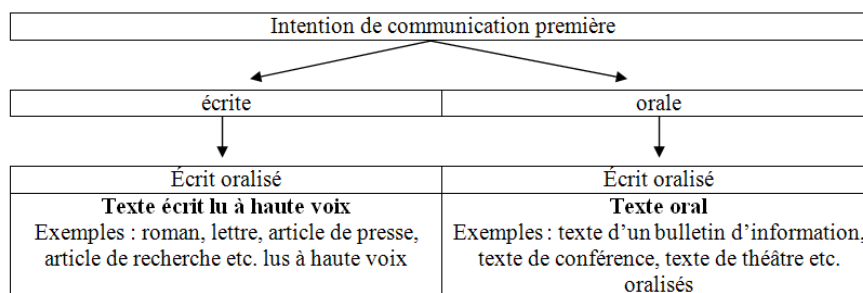 Intention de communication première
écrite
orale
Écrit oralisé
Texte écrit lu à haute voix
Exemples : roman, lettre, article de presse,
article de recherche etc. lus à haute voix
Écrit oralisé
Texte oral
Exemples : texte d’un bulletin d’information,
texte de conférence, texte de théâtre etc.
oralisés